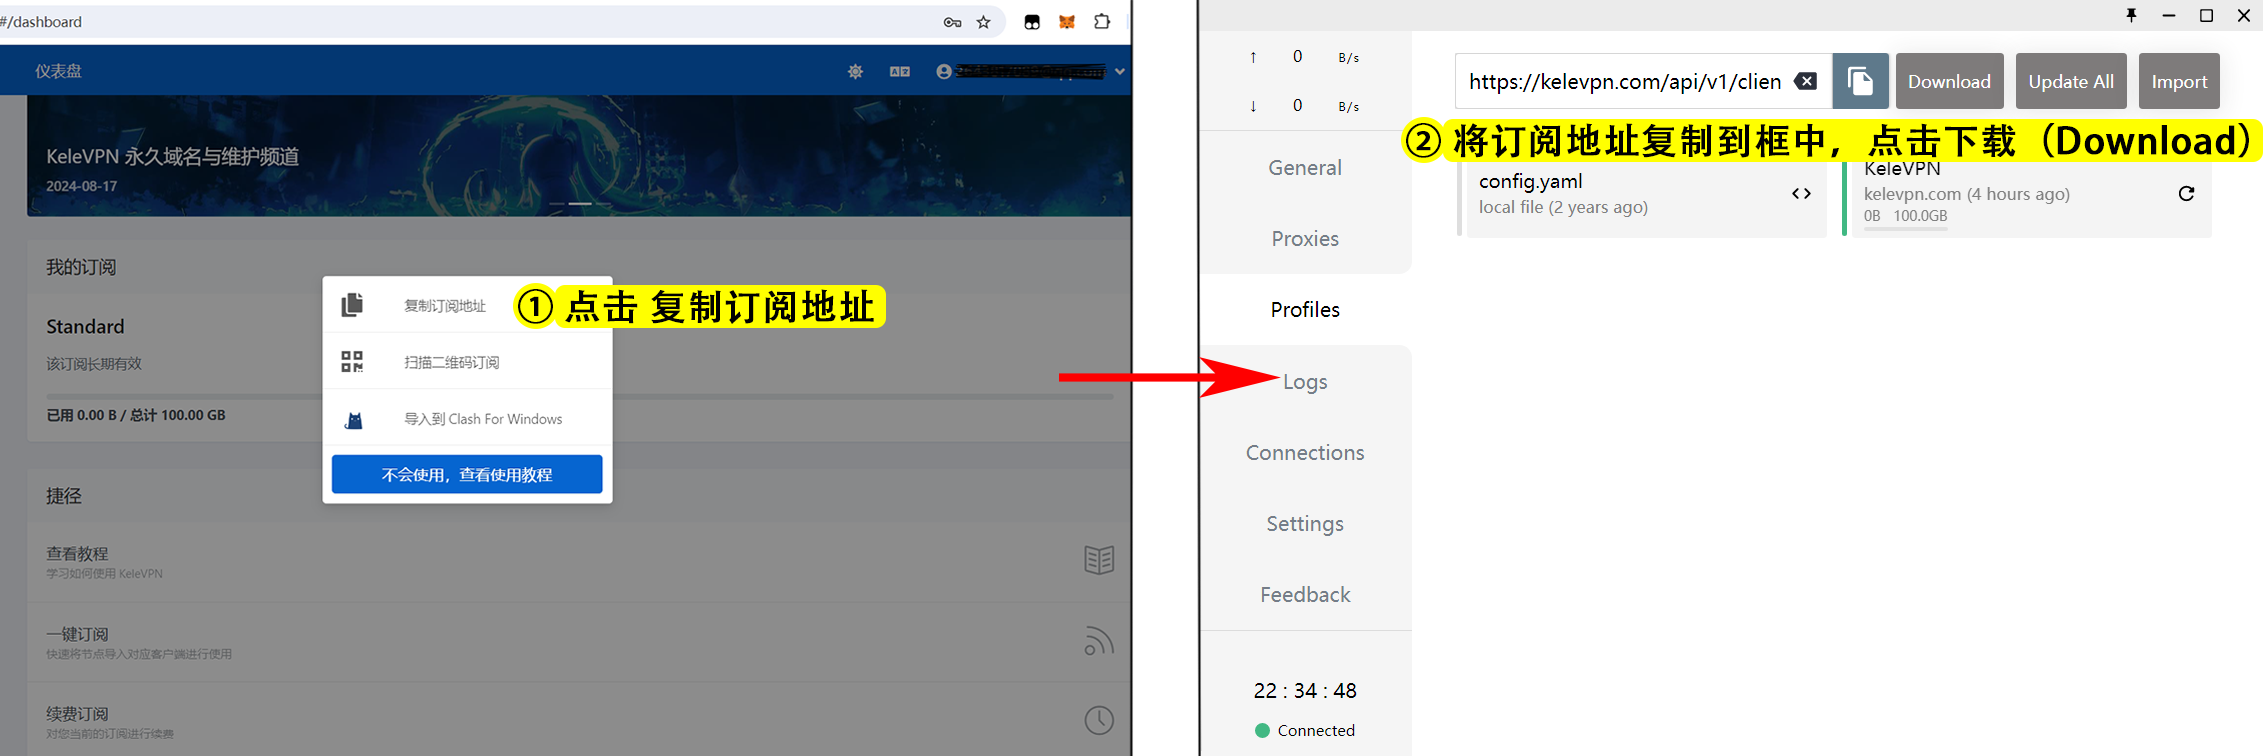 #/dashboard
仪表盘
KeleVPN 永久域名与维护频道
2024-08-17
我的订阅
Standard
该订阅长期有效
已用 0.00 B / 总计 100.00 GB
复制订阅地址
① 点击 复制订阅地址
扫描二维码订阅
导入到 Clash For Windows
不会使用，查看使用教程
捷径
查看教程
学习如何使用 KeleVPN
一键订阅
快速将节点导入对应客户端进行使用
续费订阅
对您当前的订阅进行续费
↑ 0 B/s
↓ 0 B/s
General
Proxies
Profiles
Logs
Connections
Settings
Feedback
22 : 34 : 48
Connected
https://kelevpn.com/api/v1/clien
Download
Update All
Import
② 将订阅地址复制到框中，点击下载（Download）
config.yaml
local file (2 years ago)
KeleVPN
kelevpn.com (4 hours ago)
0B 100.0GB